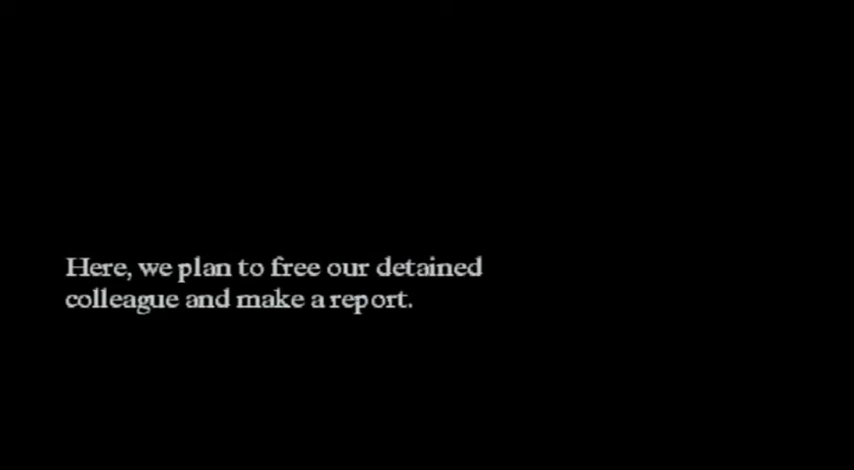 Here, we plan to free our detained
colleague and make a report.